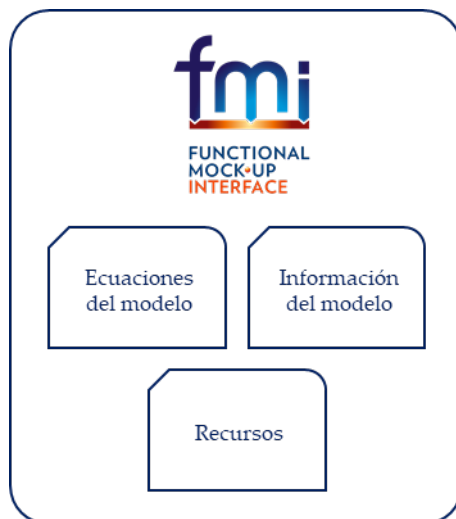 fmi
FUNCTIONAL
MOCK-UP
INTERFACE
Ecuaciones
del modelo
Información
del modelo
Recursos